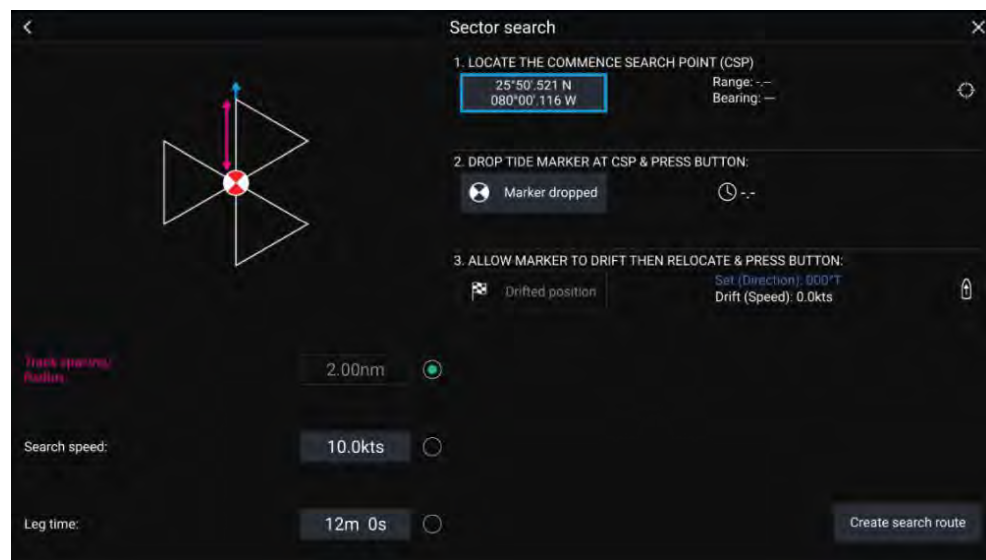 Sector search
1. LOCATE THE COMMENCE SEARCH POINT (CSP)
25°50'.521 N
080°00'.116 W
Range: -.--
Bearing: ---
2. DROP TIDE MARKER AT CSP & PRESS BUTTON:
Marker dropped
-.-
3. ALLOW MARKER TO DRIFT THEN RELOCATE & PRESS BUTTON:
Drifted position
Set (Direction): 000°T
Drift (Speed): 0.0kts
Track spacing/
Radius:
2.00nm
Search speed:
10.0kts
Leg time:
12m 0s
Create search route